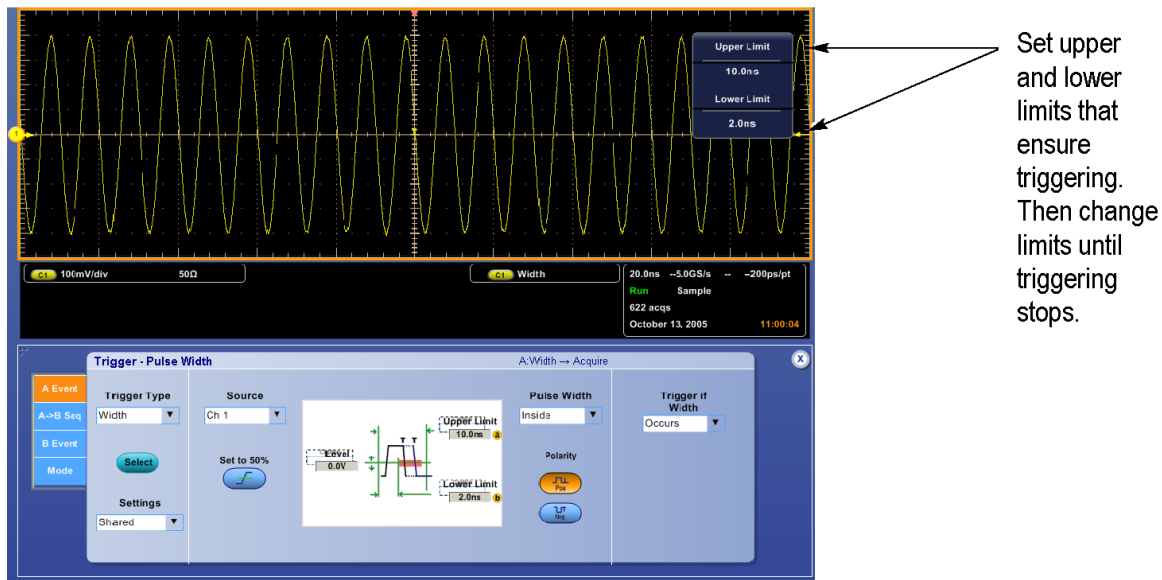 Upper Limit
10.0ns
Lower Limit
2.0ns
Set upper
and lower
limits that
ensure
triggering.
Then change
limits until
triggering
stops.
1
C1 100mV/div 50Ω
C1 Width
20.0ns --5.0GS/s -- --200ps/pt
Run Sample
622 acqs
October 13, 2005 11:00:04
Trigger - Pulse Width
A:Width → Acquire
X
A Event
A->B Seq
B Event
Mode
Trigger Type
Width
Select
Settings
Shared
Source
Ch 1
Set to 50%
Level
0.0V
T T
Upper Limit
10.0ns a
Lower Limit
2.0ns b
Pulse Width
Inside
Polarity
Pos
Neg
Trigger if
Width
Occurs